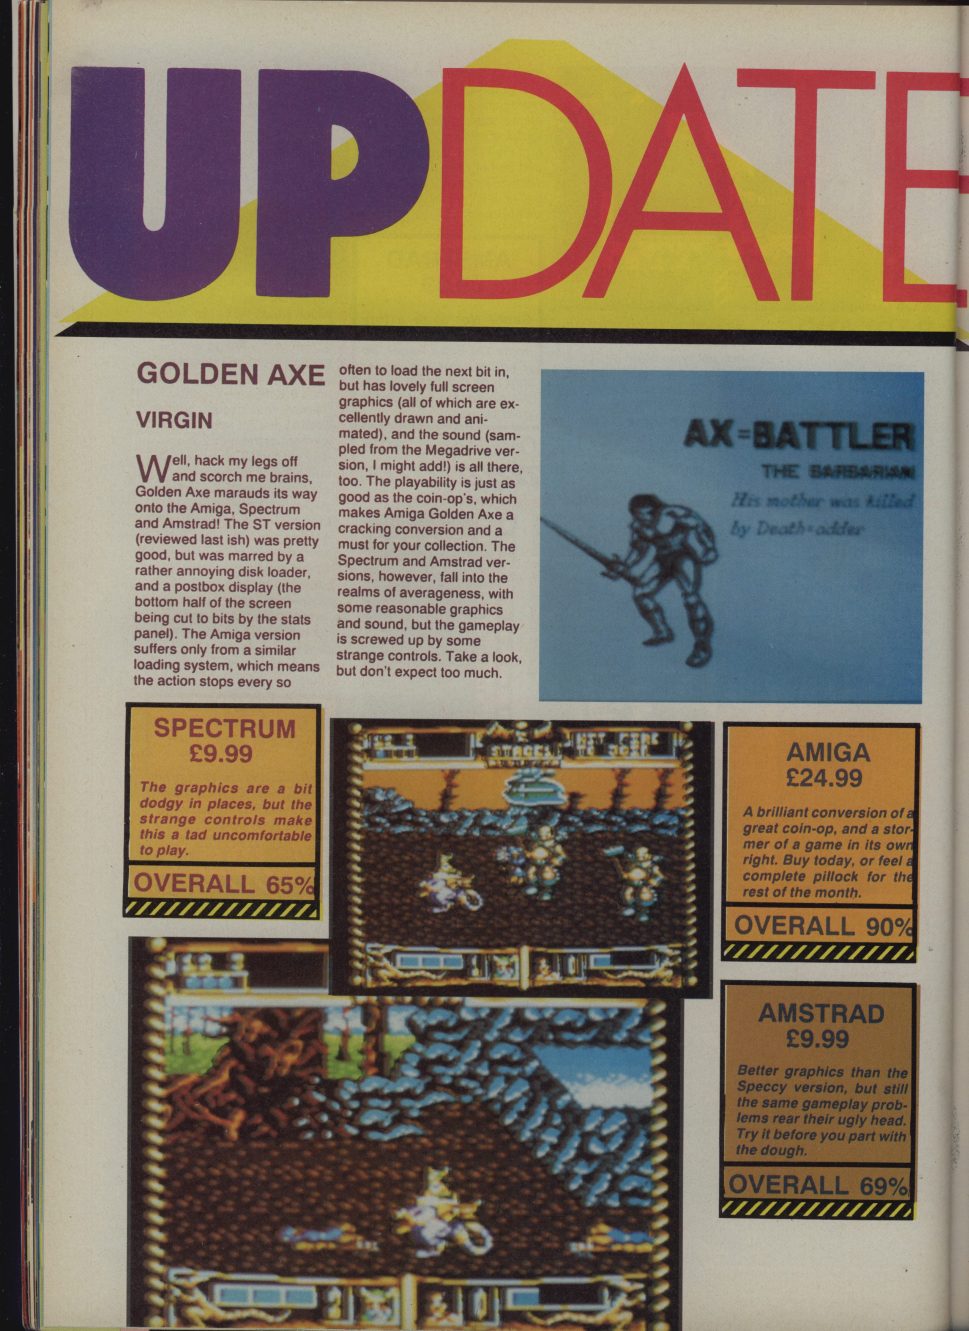 UPDATE
GOLDEN AXE
VIRGIN
Well, hack my legs off
and scorch me brains,
Golden Axe marauds its way
onto the Amiga, Spectrum
and Amstrad! The ST version
(reviewed last ish) was pretty
good, but was marred by a
rather annoying disk loader,
and a postbox display (the
bottom half of the screen
being cut to bits by the stats
panel). The Amiga version
suffers only from a similar
loading system, which means
the action stops every so
often to load the next bit in,
but has lovely full screen
graphics (all of which are ex-
cellently drawn and ani-
mated), and the sound (sam-
pled from the Megadrive ver-
sion, I might add!) is all there,
too. The playability is just as
good as the coin-op's, which
makes Amiga Golden Axe a
cracking conversion and a
must for your collection. The
Spectrum and Amstrad ver-
sions, however, fall into the
realms of averageness, with
some reasonable graphics
and sound, but the gameplay
is screwed up by some
strange controls. Take a look,
but don't expect too much.
AX=BATTLER
THE BARBARIAN
His mother was killed
by Death=adder
SPECTRUM
£9.99
The graphics are a bit
dodgy in places, but the
strange controls make
this a tad uncomfortable
to play.
OVERALL 65%
AMIGA
£24.99
A brilliant conversion of a
great coin-op, and a stor-
mer of a game in its own
right. Buy today, or feel a
complete pillock for the
rest of the month.
OVERALL 90%
AMSTRAD
£9.99
Better graphics than the
Speccy version, but still
the same gameplay prob-
lems rear their ugly head.
Try it before you part with
the dough.
OVERALL 69%